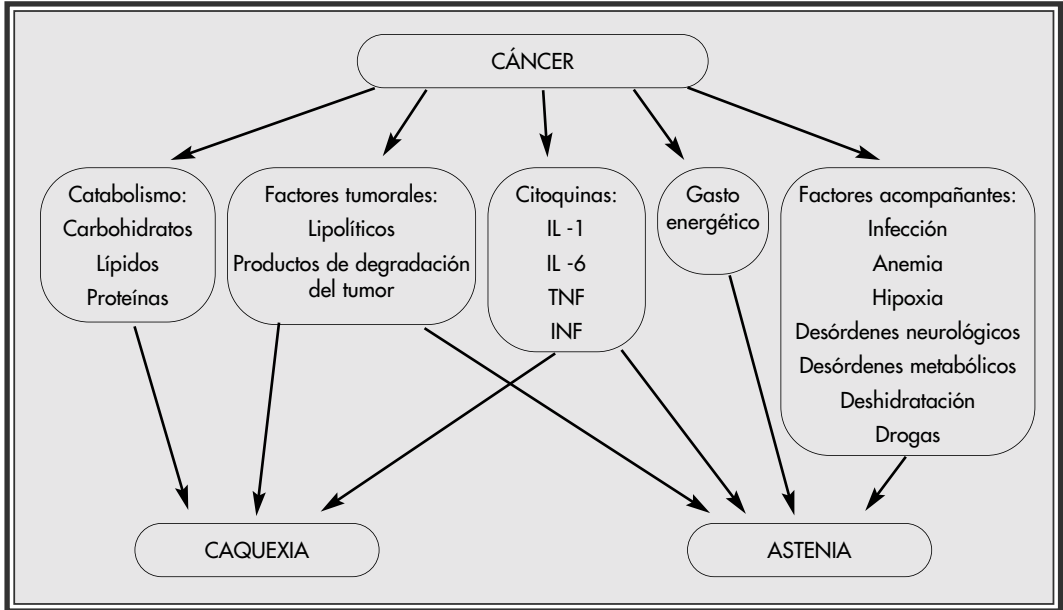 CÁNCER
Catabolismo:
Carbohidratos
Lípidos
Proteínas
Factores tumorales:
Lipolíticos
Productos de degradación
del tumor
Citoquinas:
IL -1
IL -6
TNF
INF
Gasto
energético
Factores acompañantes:
Infección
Anemia
Hipoxia
Desórdenes neurológicos
Desórdenes metabólicos
Deshidratación
Drogas
CAQUEXIA
ASTENIA